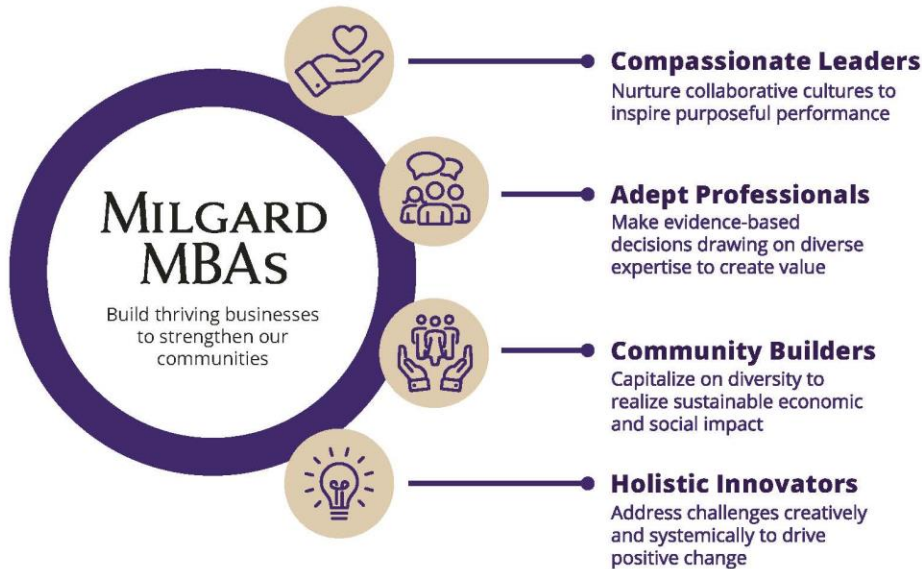 MILGARD
MBAS
Build thriving businesses
to strengthen our
communities
Compassionate Leaders
Nurture collaborative cultures to
inspire purposeful performance
Adept Professionals
Make evidence-based
decisions drawing on diverse
expertise to create value
Community Builders
Capitalize on diversity to
realize sustainable economic
and social impact
Holistic Innovators
Address challenges creatively
and systemically to drive
positive change